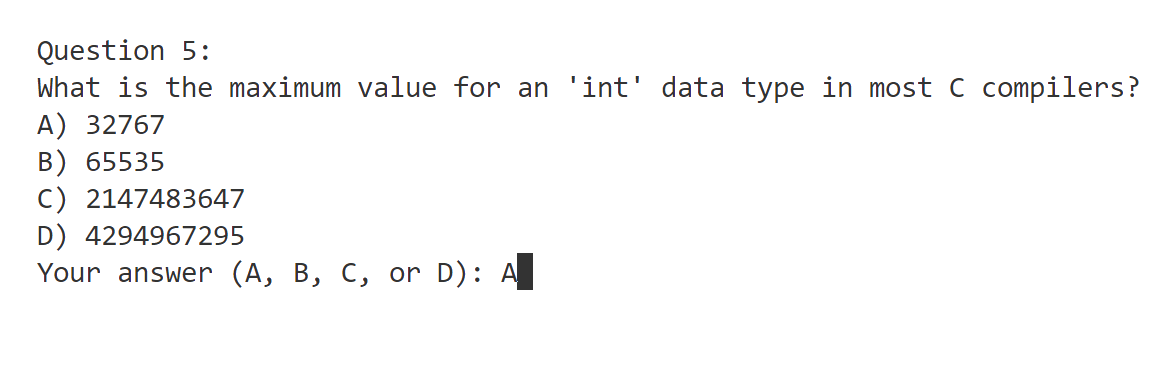 Question 5:
What is the maximum value for an 'int' data type in most C compilers?
A) 32767
B) 65535
C) 2147483647
D) 4294967295
Your answer (A, B, C, or D): A